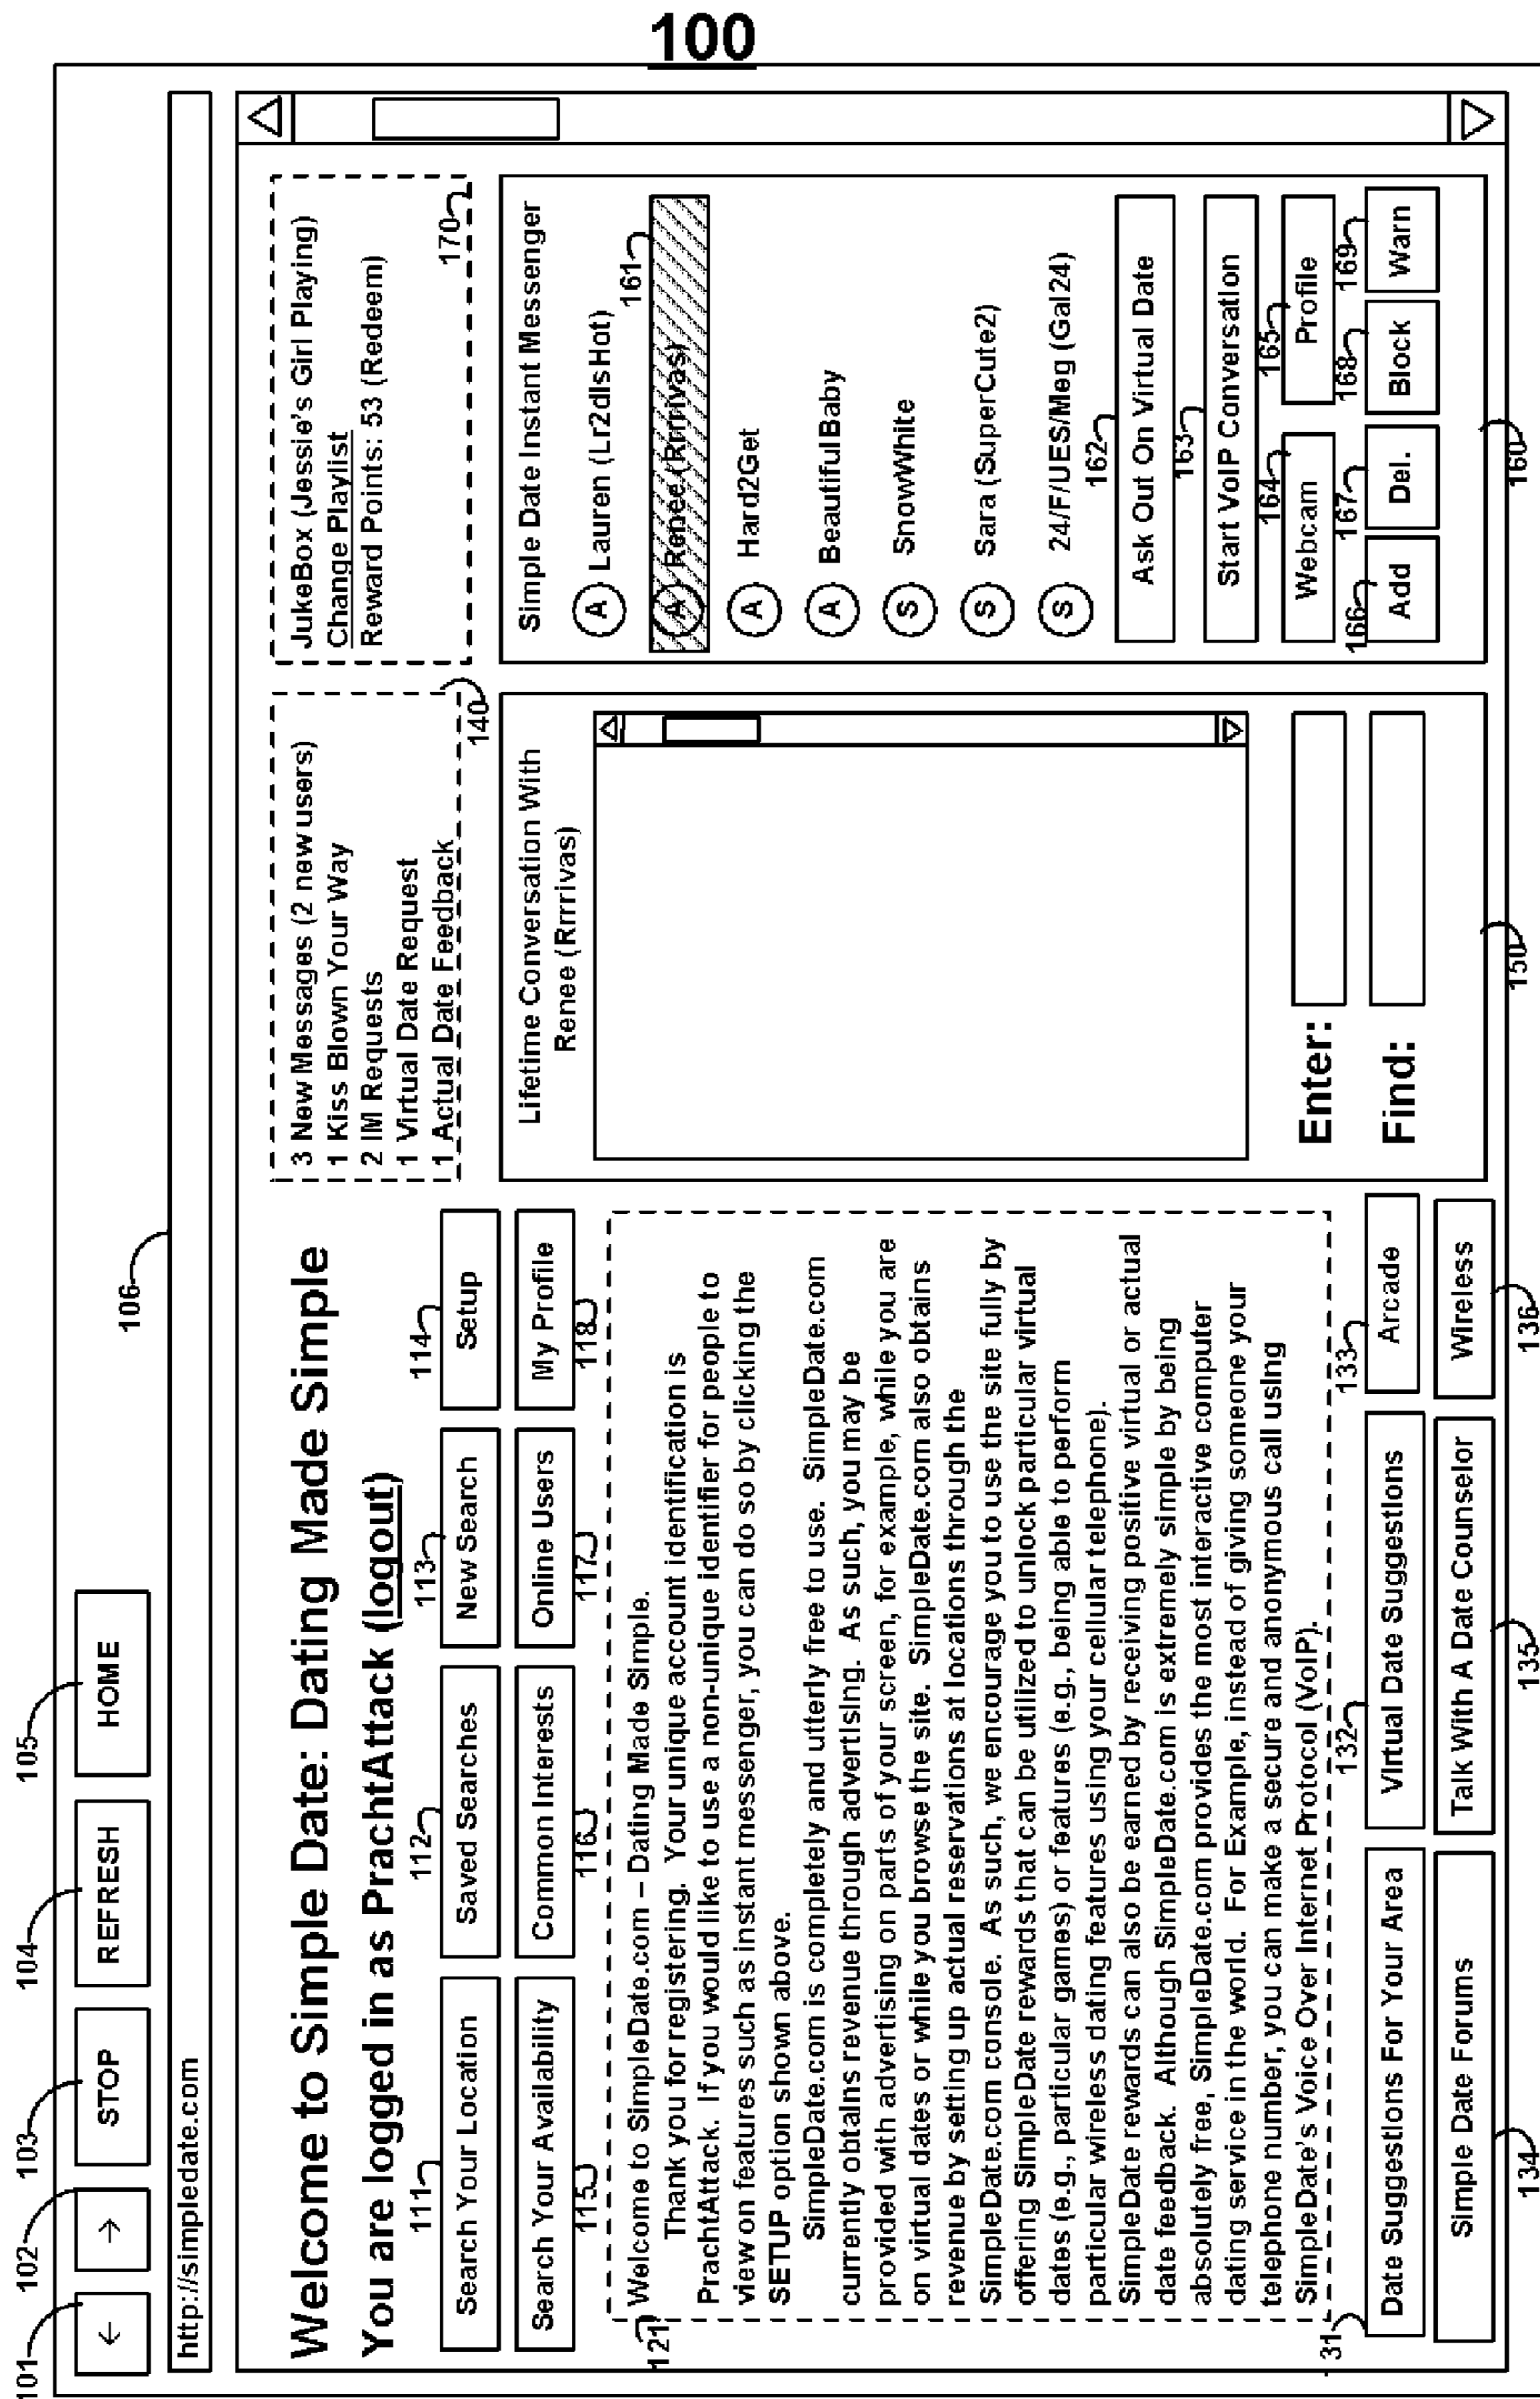 100
101 102 103 104 105
← → STOP REFRESH HOME
106
http://simpledate.com
Welcome to Simple Date: Dating Made Simple
You are logged in as PrachtAttack (logout)
111 112 113 114
Search Your Location Saved Searches New Search Setup
Search Your Availability Common Interests Online Users My Profile
115 116 117 118
121
Welcome to SimpleDate.com – Dating Made Simple.
Thank you for registering. Your unique account identification is
PrachtAttack. If you would like to use a non-unique identifier for people to
view on features such as instant messenger, you can do so by clicking the
SETUP option shown above.
SimpleDate.com is completely and utterly free to use. SimpleDate.com
currently obtains revenue through advertising. As such, you may be
provided with advertising on parts of your screen, for example, while you are
on virtual dates or while you browse the site. SimpleDate.com also obtains
revenue by setting up actual reservations at locations through the
SimpleDate.com console. As such, we encourage you to use the site fully by
offering SimpleDate rewards that can be utilized to unlock particular virtual
dates (e.g., particular games) or features (e.g., being able to perform
particular wireless dating features using your cellular telephone).
SimpleDate rewards can also be earned by receiving positive virtual or actual
date feedback. Although SimpleDate.com is extremely simple by being
absolutely free, SimpleDate.com provides the most interactive computer
dating service in the world. For Example, instead of giving someone your
telephone number, you can make a secure and anonymous call using
SimpleDate's Voice Over Internet Protocol (VoIP).
31 132 133
Date Suggestions For Your Area Virtual Date Suggestions Arcade
Simple Date Forums Talk With A Date Counselor Wireless
134 135 136
3 New Messages (2 new users)
1 Kiss Blown Your Way
2 IM Requests
1 Virtual Date Request
1 Actual Date Feedback
140
Lifetime Conversation With
Renee (Rrrrivas)
Enter:
Find:
150
JukeBox (Jessie's Girl Playing)
Change Playlist
Reward Points: 53 (Redeem)
170
Simple Date Instant Messenger
A Lauren (Lr2dIsHot)
161
A Renee (Rrrrivas)
A Hard2Get
A BeautifulBaby
S SnowWhite
S Sara (SuperCute2)
S 24/F/UES/Meg (Gal24)
162
Ask Out On Virtual Date
163
Start VoIP Conversation
164 165
Webcam Profile
166 167 168 169
Add Del. Block Warn
160